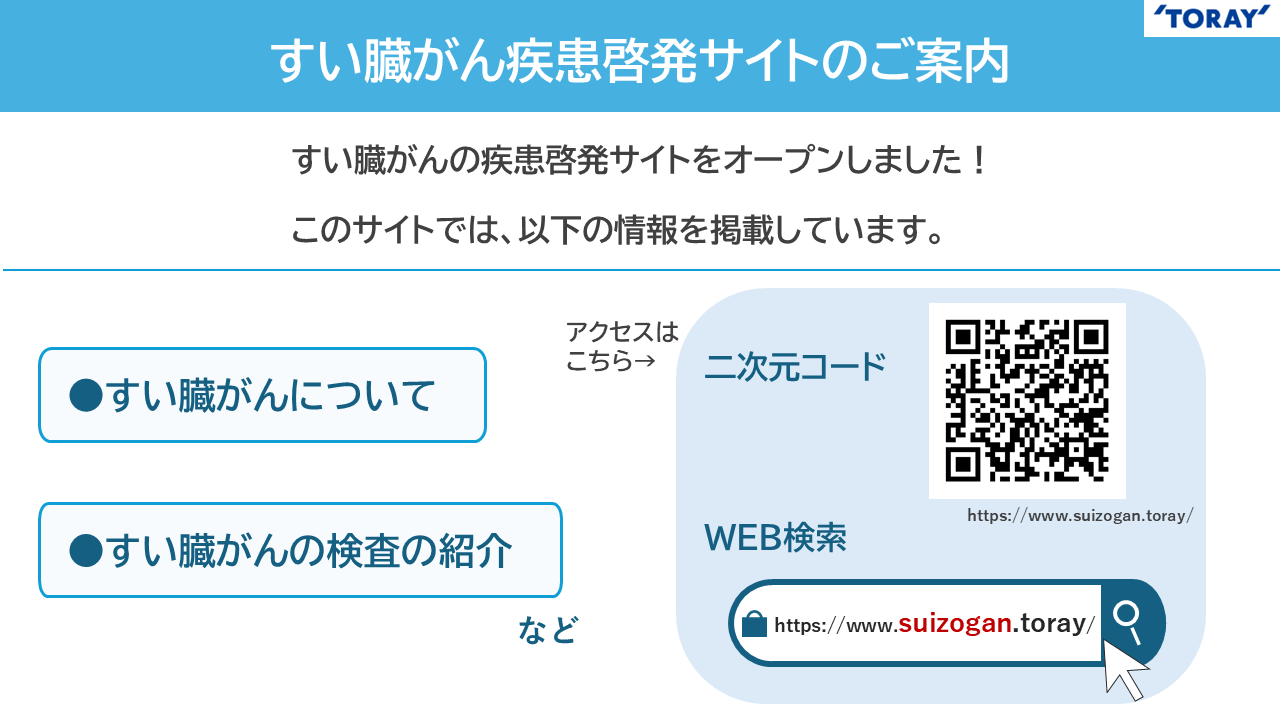 'TORAY'
すい臓がん疾患啓発サイトのご案内
すい臓がんの疾患啓発サイトをオープンしました！
このサイトでは、以下の情報を掲載しています。
●すい臓がんについて
●すい臓がんの検査の紹介
など
アクセスは
こちら→
二次元コード
https://www.suizogan.toray/
WEB検索
https://www.suizogan.toray/